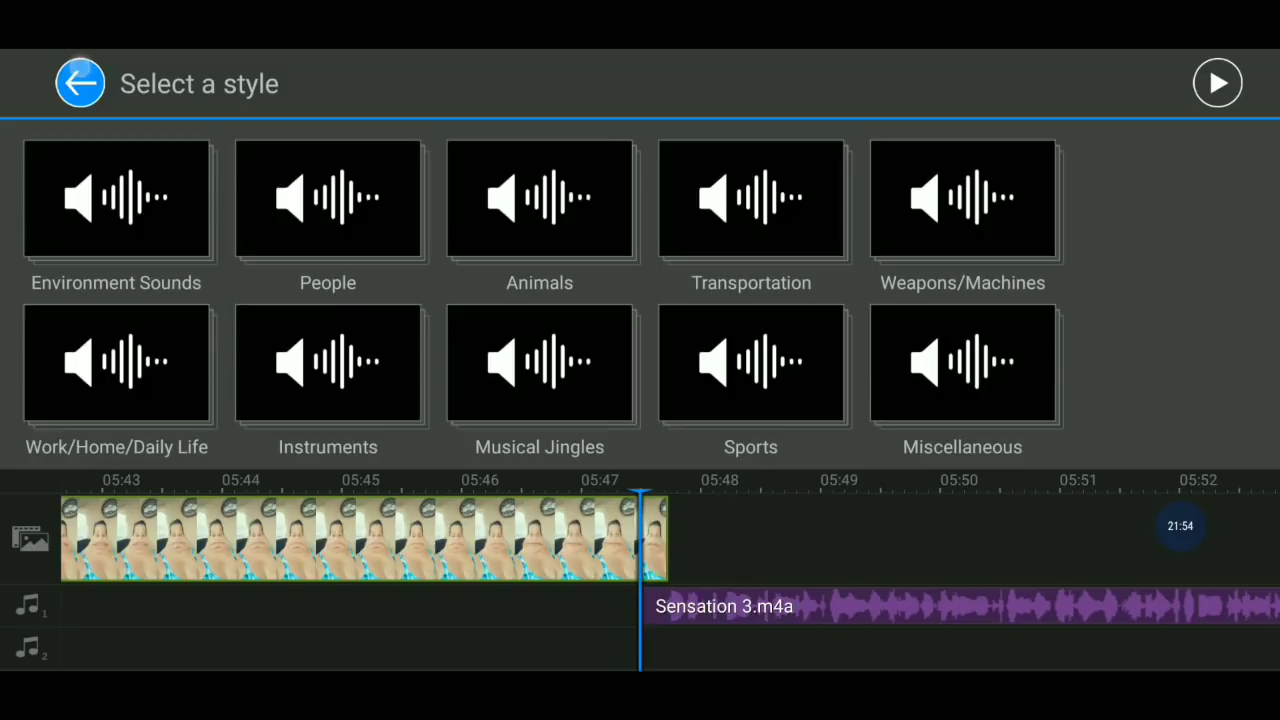 Select a style
Environment Sounds
People
Animals
Transportation
Weapons/Machines
Work/Home/Daily Life
Instruments
Musical Jingles
Sports
Miscellaneous
05:43 05:44 05:45 05:46 05:47 05:48 05:49 05:50 05:51 05:52
21:54
1
Sensation 3.m4a
2